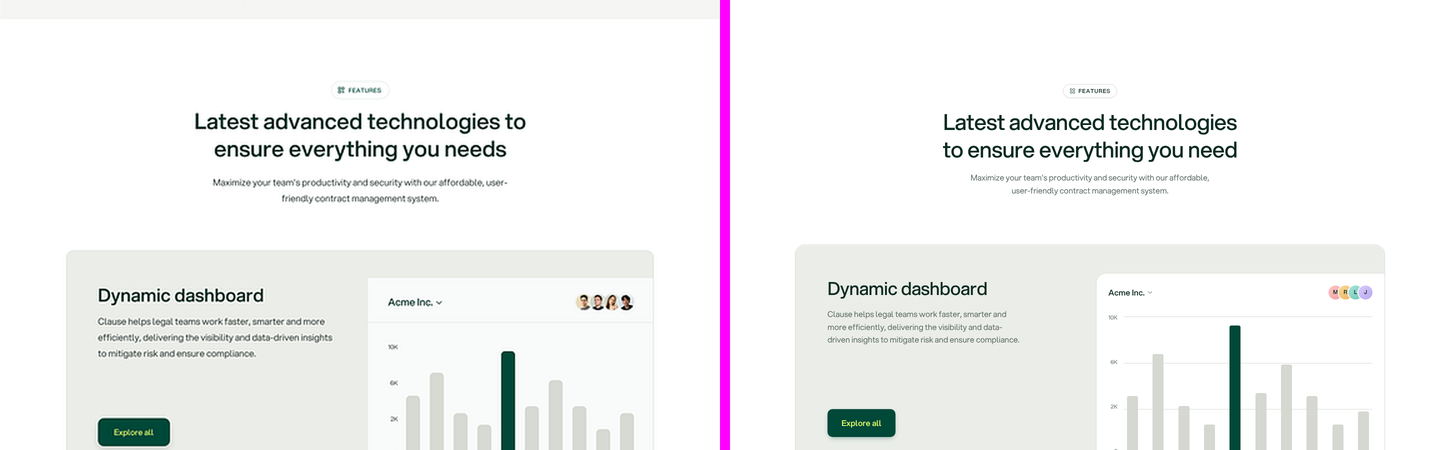 FEATURES
Latest advanced technologies to
ensure everything you needs
Maximize your team's productivity and security with our affordable, user-
friendly contract management system.
Dynamic dashboard
Clause helps legal teams work faster, smarter and more
efficiently, delivering the visibility and data-driven insights
to mitigate risk and ensure compliance.
Explore all
Acme Inc.
10K
6K
2K
FEATURES
Latest advanced technologies
to ensure everything you need
Maximize your team's productivity and security with our affordable,
user-friendly contract management system.
Dynamic dashboard
Clause helps legal teams work faster, smarter and
more efficiently, delivering the visibility and data-
driven insights to mitigate risk and ensure compliance.
Explore all
Acme Inc.
M R L J
10K
6K
2K